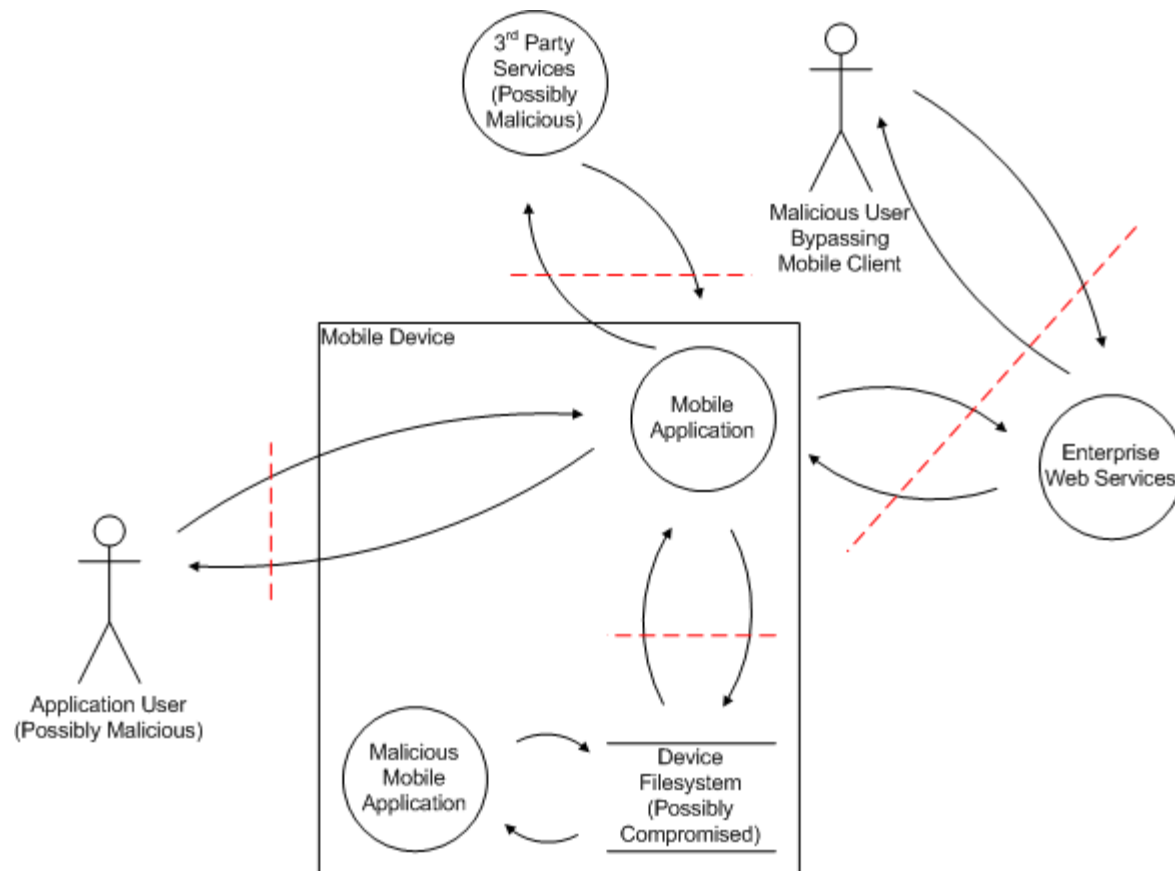 3rd Party
Services
(Possibly
Malicious)
Malicious User
Bypassing
Mobile Client
Mobile Device
Mobile
Application
Enterprise
Web Services
Application User
(Possibly Malicious)
Malicious
Mobile
Application
Device
Filesystem
(Possibly
Compromised)